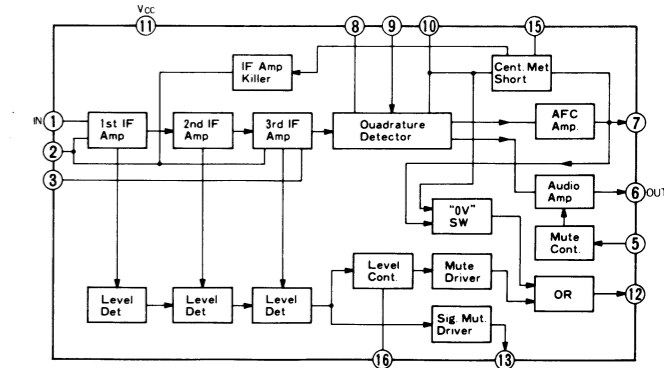 Vcc
11
8
9
10
15
IF Amp
Killer
Cent. Met
Short
IN
1
1st IF
Amp
2nd IF
Amp
3rd IF
Amp
Quadrature
Detector
AFC
Amp.
7
2
3
Audio
Amp
6
OUT
"0V"
SW
Mute
Cont.
5
Level
Det
Level
Det
Level
Det
Level
Cont.
Mute
Driver
OR
12
Sig. Mut.
Driver
16
13